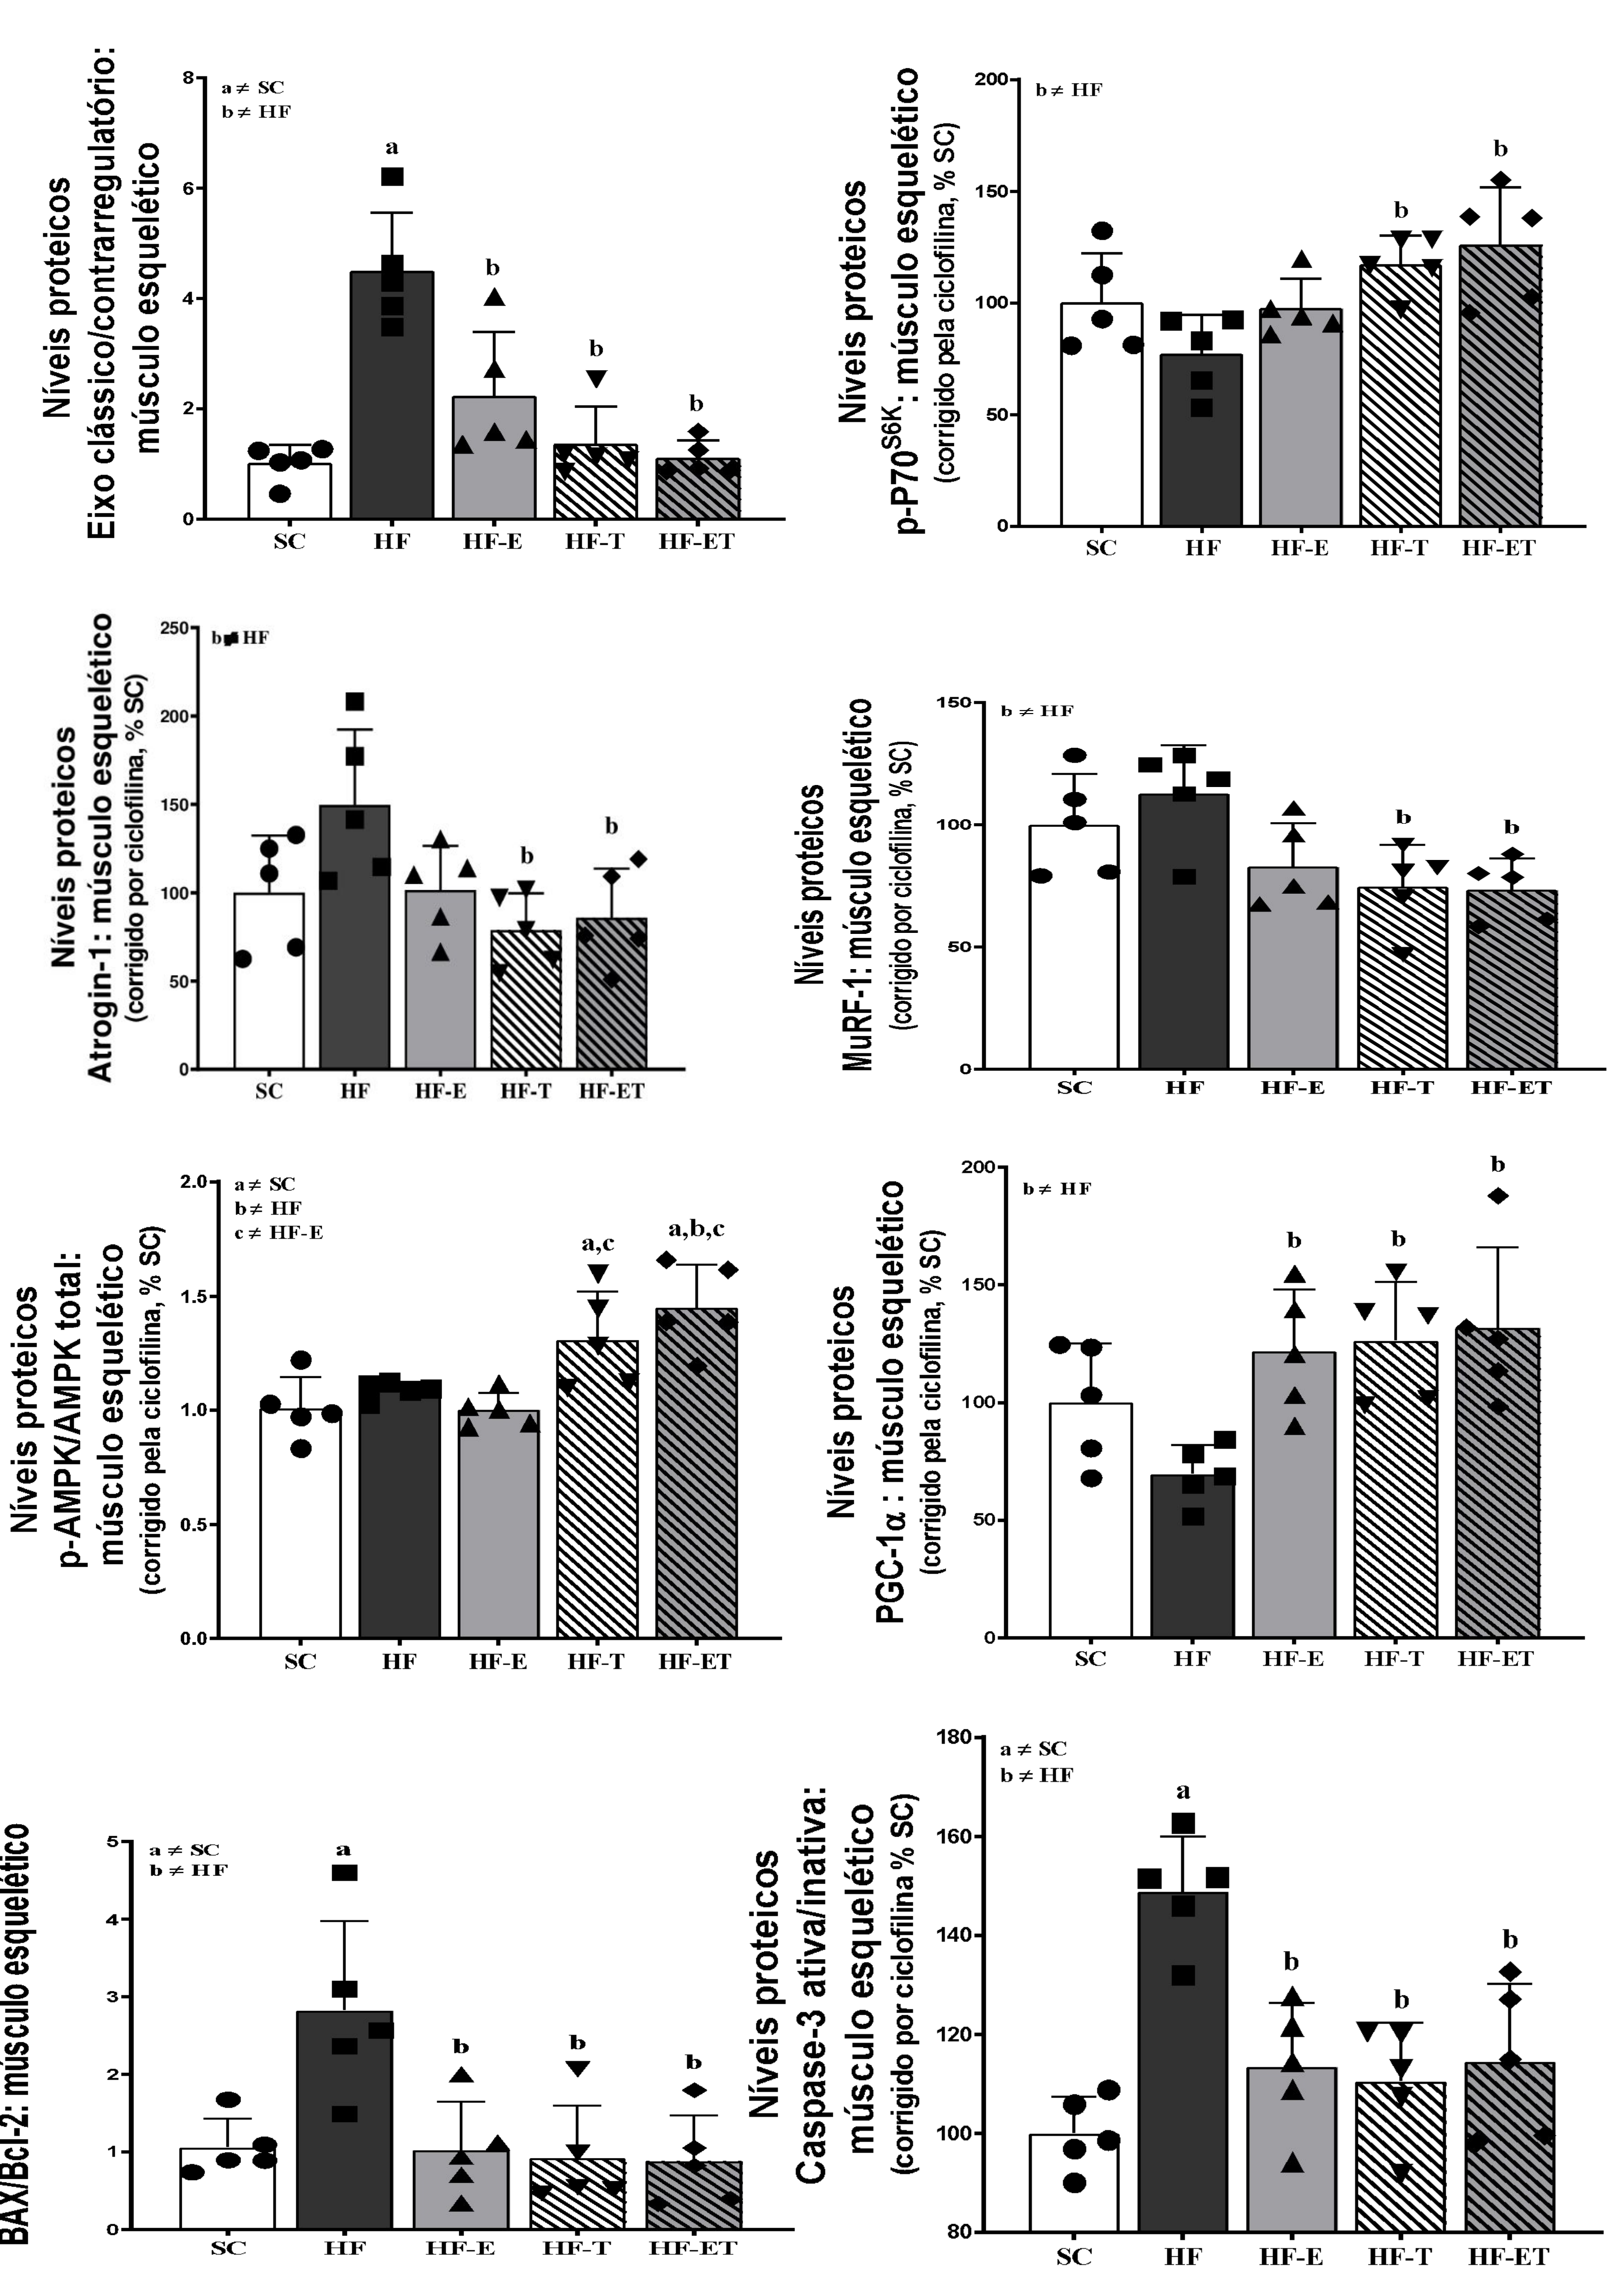 Níveis proteicos
Eixo clássico/contrarregulatório:
músculo esquelético
8
6
4
2
0
a ≠ SC
b ≠ HF
a
b
b
b
SC HF HF-E HF-T HF-ET
Níveis proteicos
p-P70S6K: músculo esquelético
(corrigido pela ciclofilina, % SC)
200
150
100
50
0
b ≠ HF
b
b
SC HF HF-E HF-T HF-ET
Níveis proteicos
Atrogin-1: músculo esquelético
(corrigido por ciclofilina, % SC)
250
200
150
100
50
0
b ≠ HF
b
b
SC HF HF-E HF-T HF-ET
Níveis proteicos
MuRF-1: músculo esquelético
(corrigido por ciclofilina, % SC)
150
100
50
0
b ≠ HF
b
b
SC HF HF-E HF-T HF-ET
Níveis proteicos
p-AMPK/AMPK total:
músculo esquelético
(corrigido pela ciclofilina, % SC)
2.0
1.5
1.0
0.5
0.0
a ≠ SC
b ≠ HF
c ≠ HF-E
a,c
a,b,c
SC HF HF-E HF-T HF-ET
Níveis proteicos
PGC-1α : músculo esquelético
(corrigido pela ciclofilina, % SC)
200
150
100
50
0
b ≠ HF
b
b
b
SC HF HF-E HF-T HF-ET
BAX/Bcl-2: músculo esquelético
5
4
3
2
1
0
a ≠ SC
b ≠ HF
a
b
b
b
SC HF HF-E HF-T HF-ET
Níveis proteicos
Caspase-3 ativa/inativa:
músculo esquelético
(corrigido por ciclofilina % SC)
180
160
140
120
100
80
a ≠ SC
b ≠ HF
a
b
b
b
SC HF HF-E HF-T HF-ET